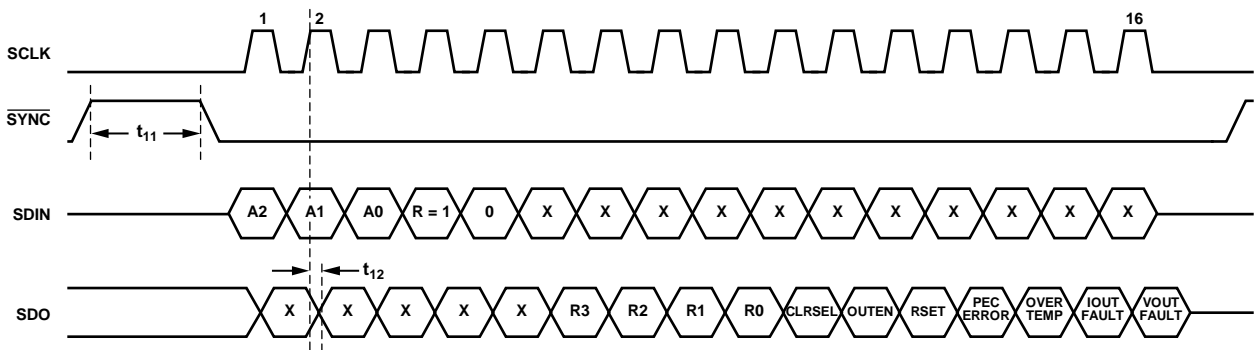 1 2 16
SCLK
SYNC
t11
SDIN A2 A1 A0 R = 1 0 X X X X X X X X X X X
t12
SDO X X X X X R3 R2 R1 R0 CLRSEL OUTEN RSET PEC ERROR OVER TEMP IOUT FAULT VOUT FAULT